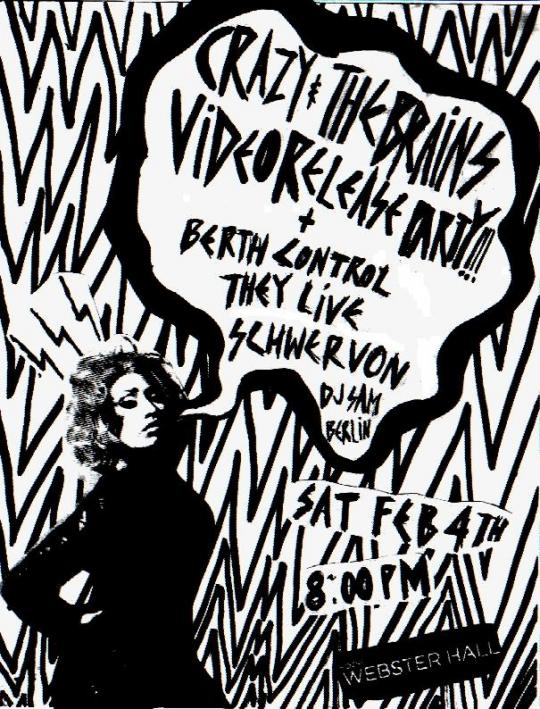 CRAZY & THE BRAiNS
ViDEO RELEASE PARTY!!!
+
BERTH CONTROL
THEY LiVE
SCHWERVON
DJ SAM
BERLiN
SAT FEB 4TH
8:00 PM
WEBSTER HALL